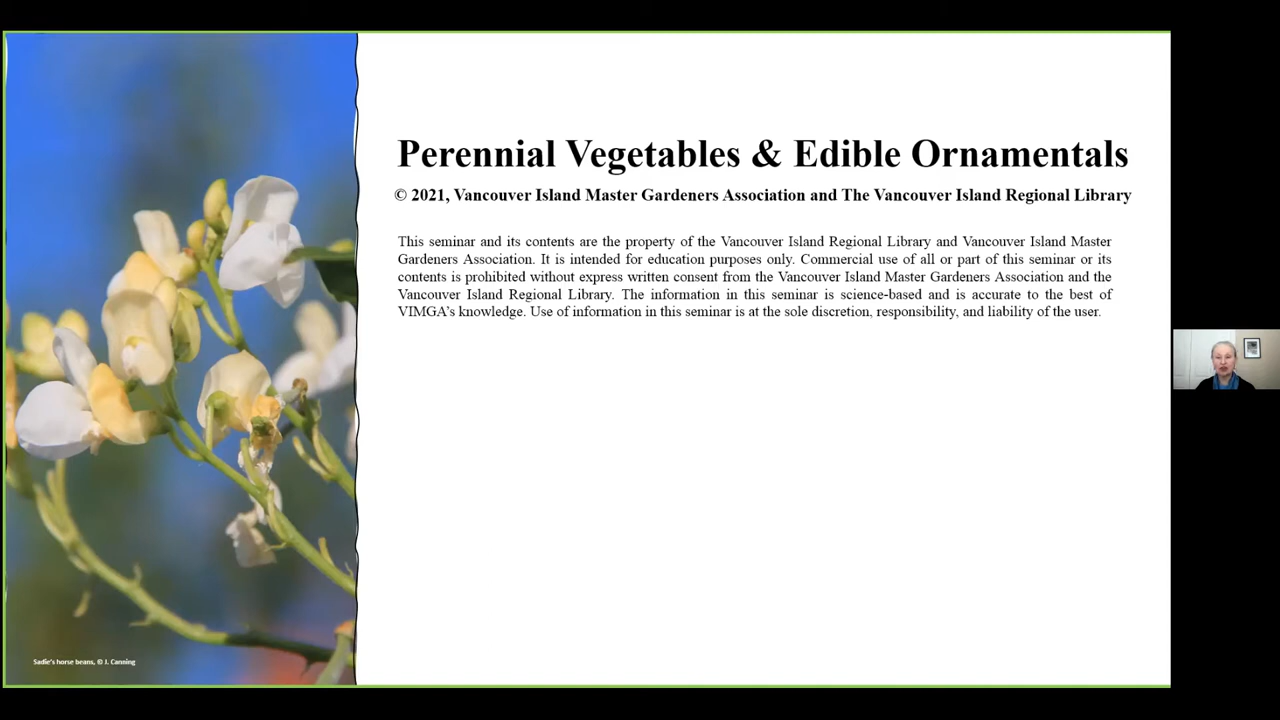 Perennial Vegetables & Edible Ornamentals
© 2021, Vancouver Island Master Gardeners Association and The Vancouver Island Regional Library
This seminar and its contents are the property of the Vancouver Island Regional Library and Vancouver Island Master
Gardeners Association. It is intended for education purposes only. Commercial use of all or part of this seminar or its
contents is prohibited without express written consent from the Vancouver Island Master Gardeners Association and the
Vancouver Island Regional Library. The information in this seminar is science-based and is accurate to the best of
VIMGA's knowledge. Use of information in this seminar is at the sole discretion, responsibility, and liability of the user.
Sadie's horse beans, © J. Canning